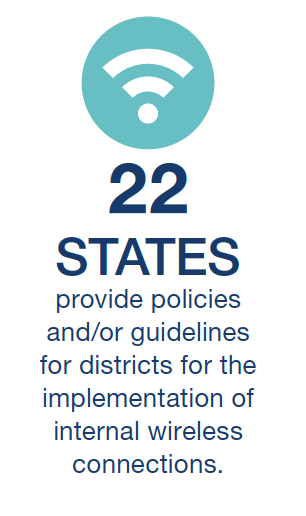 22
STATES
provide policies
and/or guidelines
for districts for the
implementation of
internal wireless
connections.